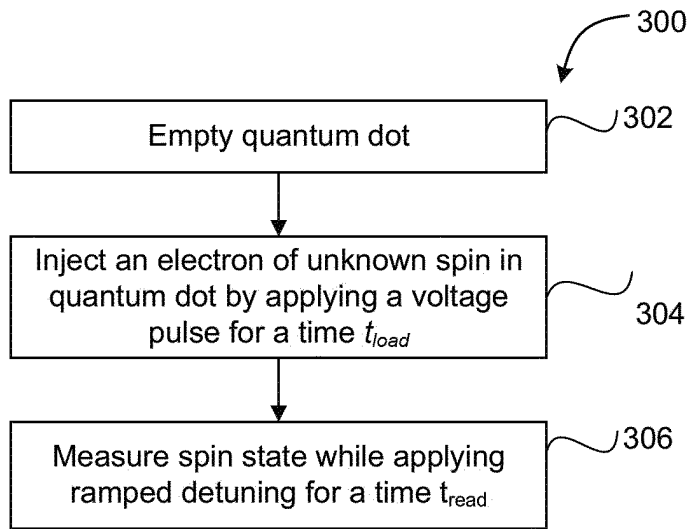 300
Empty quantum dot
302
Inject an electron of unknown spin in
quantum dot by applying a voltage
pulse for a time t_load
304
Measure spin state while applying
ramped detuning for a time t_read
306